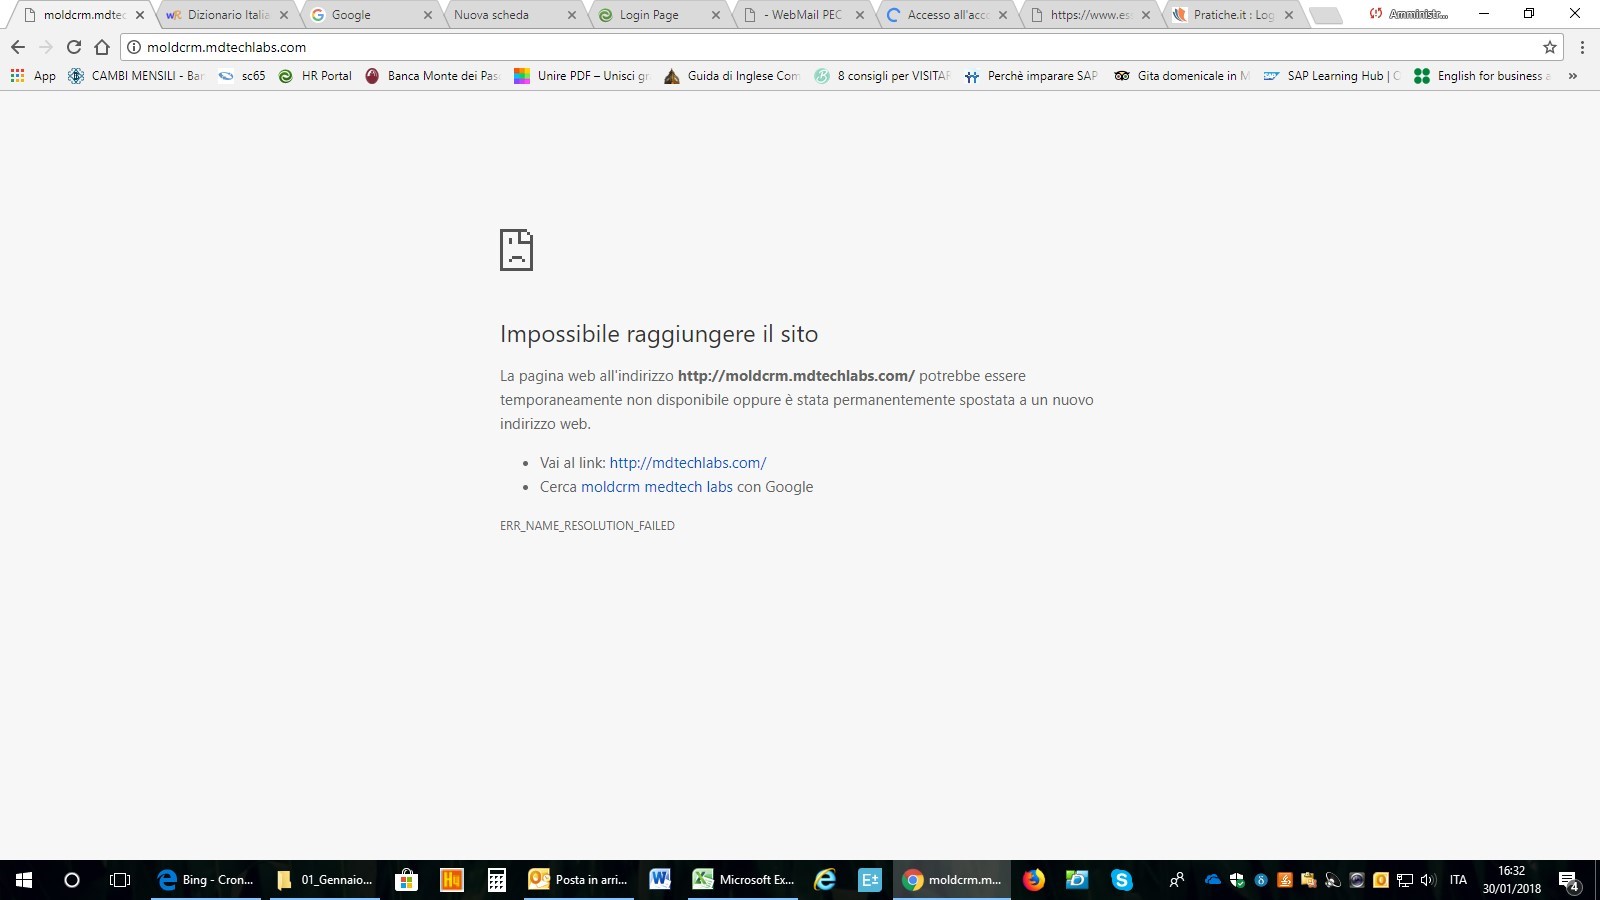 moldcrm.mdtec
Dizionario Italia
Google
Nuova scheda
Login Page
- WebMail PEC
Accesso all'acco
https://www.es
Pratiche.it : Log
Amministr...
moldcrm.mdtechlabs.com
App
CAMBI MENSILI - Ban
sc65
HR Portal
Banca Monte dei Pasc
Unire PDF – Unisci gr
Guida di Inglese Com
8 consigli per VISITAR
Perchè imparare SAP
Gita domenicale in M
SAP Learning Hub | C
English for business a
»
Impossibile raggiungere il sito
La pagina web all'indirizzo http://moldcrm.mdtechlabs.com/ potrebbe essere
temporaneamente non disponibile oppure è stata permanentemente spostata a un nuovo
indirizzo web.
• Vai al link: http://mdtechlabs.com/
• Cerca moldcrm medtech labs con Google
ERR_NAME_RESOLUTION_FAILED
Bing - Cron...
01_Gennaio...
Posta in arri...
Microsoft Ex...
moldcrm.m...
ITA
16:32
30/01/2018
4